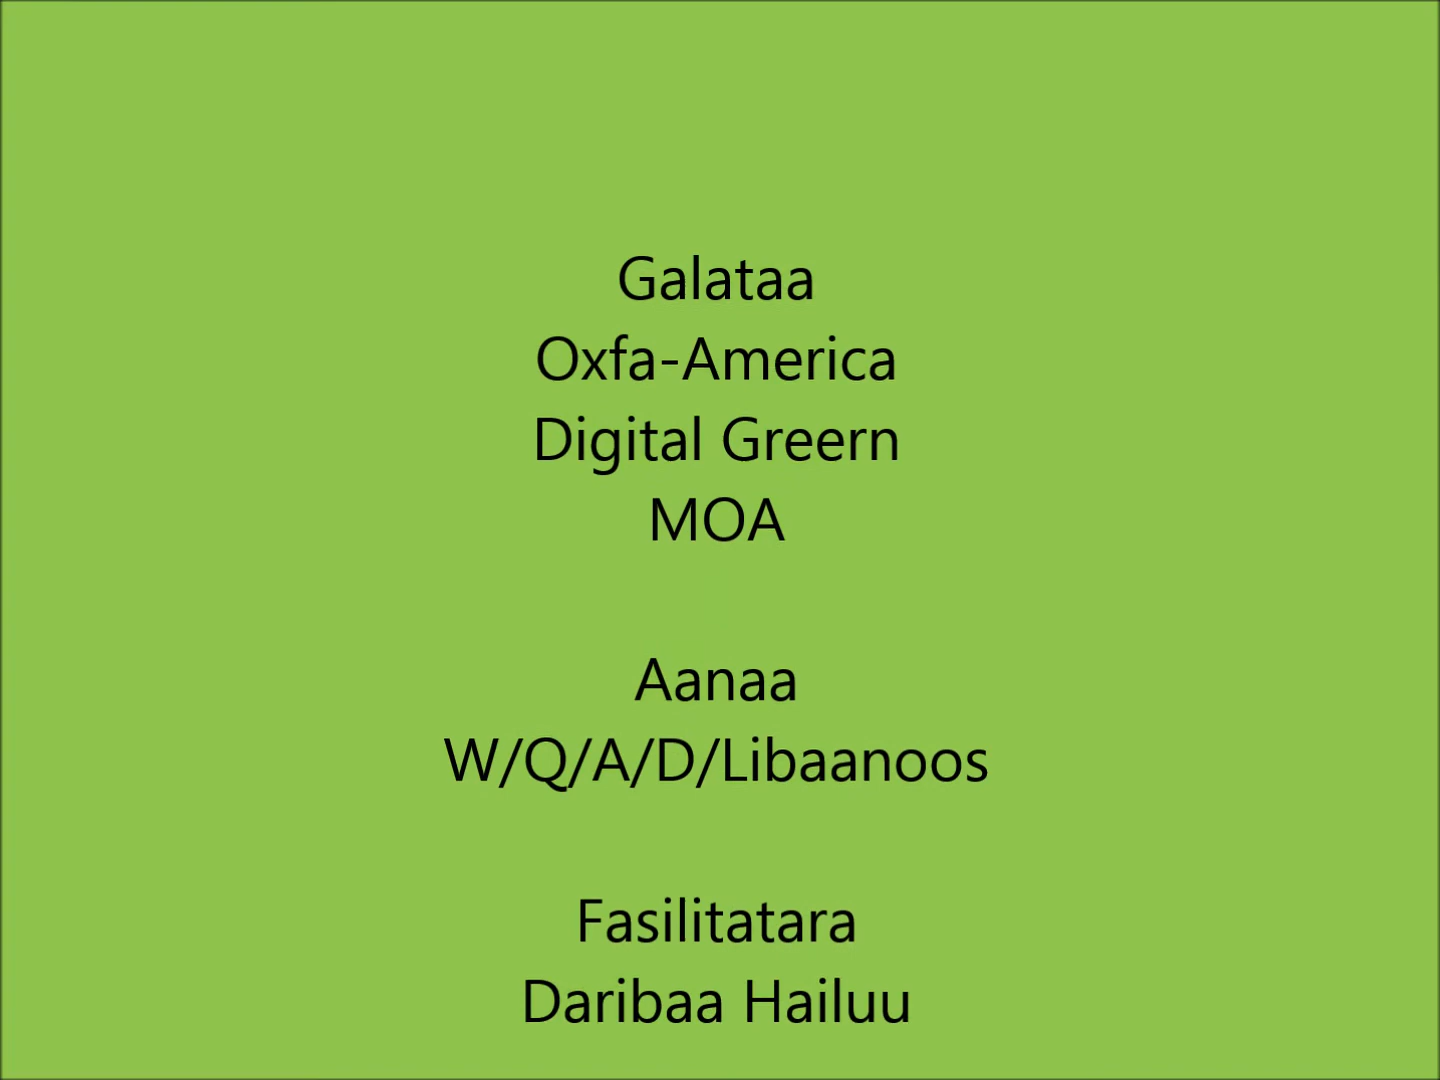 Galataa
Oxfa-America
Digital Greern
MOA
Aanaa
W/Q/A/D/Libaanoos
Fasilitatara
Daribaa Hailuu